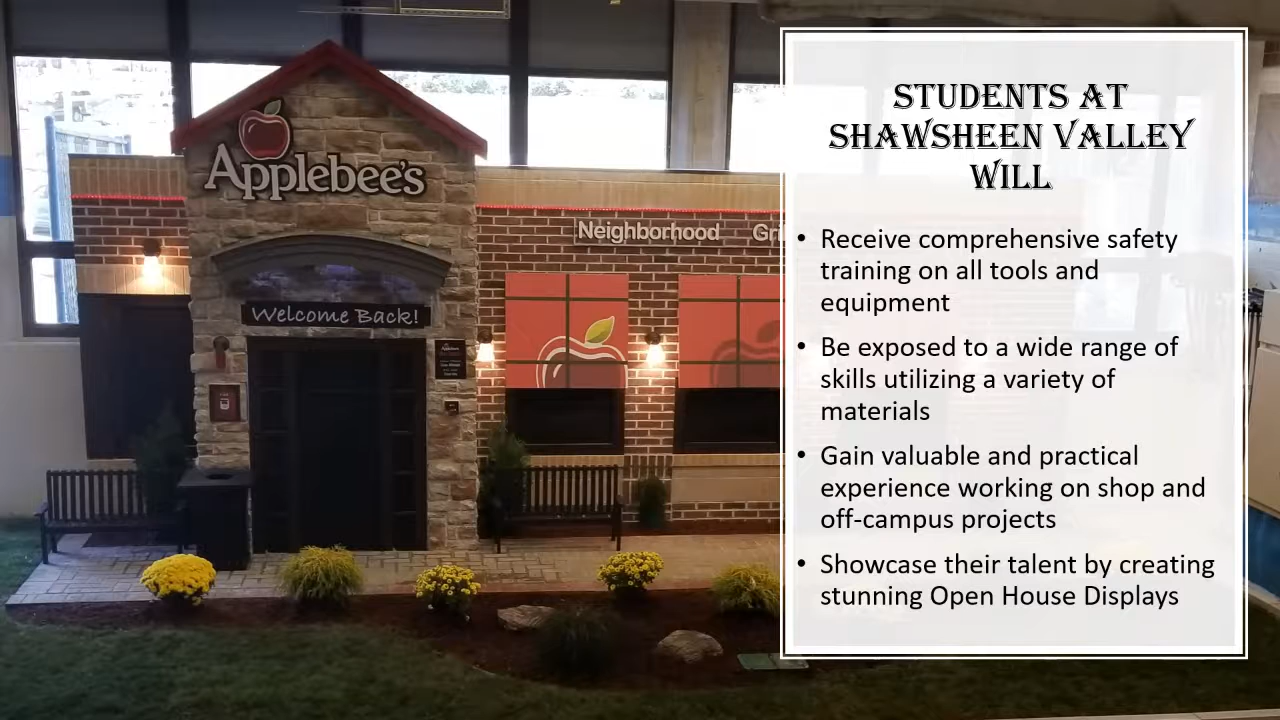 Applebee's
Neighborhood Gri
Welcome Back!
STUDENTS AT
SHAWSHEEN VALLEY
WILL
• Receive comprehensive safety
training on all tools and
equipment
• Be exposed to a wide range of
skills utilizing a variety of
materials
• Gain valuable and practical
experience working on shop and
off-campus projects
• Showcase their talent by creating
stunning Open House Displays